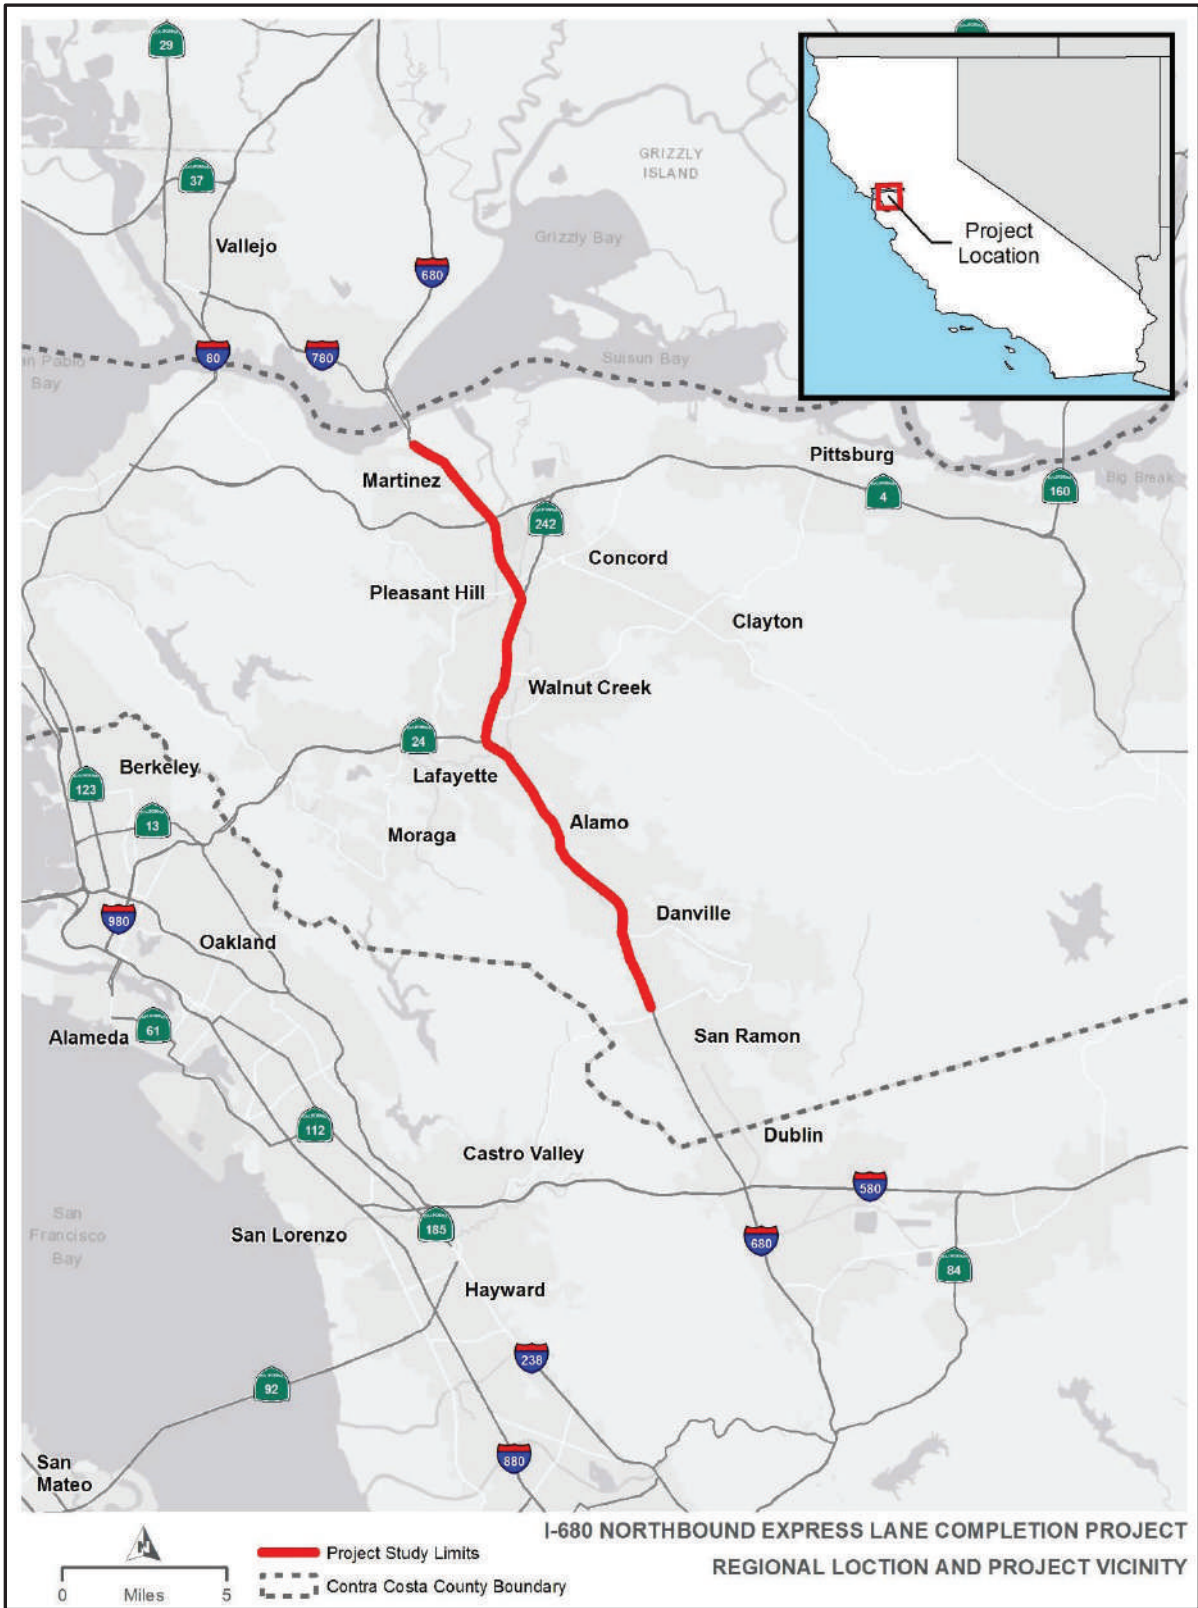 29
37
Vallejo
GRIZZLY
ISLAND
Grizzly Bay
680
80
780
Suisun Bay
Pablo
Bay
Project
Location
Martinez
Pittsburg
4
160
Big Break
242
Concord
Pleasant Hill
Clayton
Walnut Creek
24
Lafayette
Berkeley
123
13
Alamo
Moraga
980
Danville
Oakland
Alameda
61
San Ramon
112
Dublin
Castro Valley
580
San
Francisco
Bay
San Lorenzo
185
680
84
Hayward
238
92
880
San
Mateo
N
0
Miles
5
Project Study Limits
Contra Costa County Boundary
I-680 NORTHBOUND EXPRESS LANE COMPLETION PROJECT
REGIONAL LOCTION AND PROJECT VICINITY